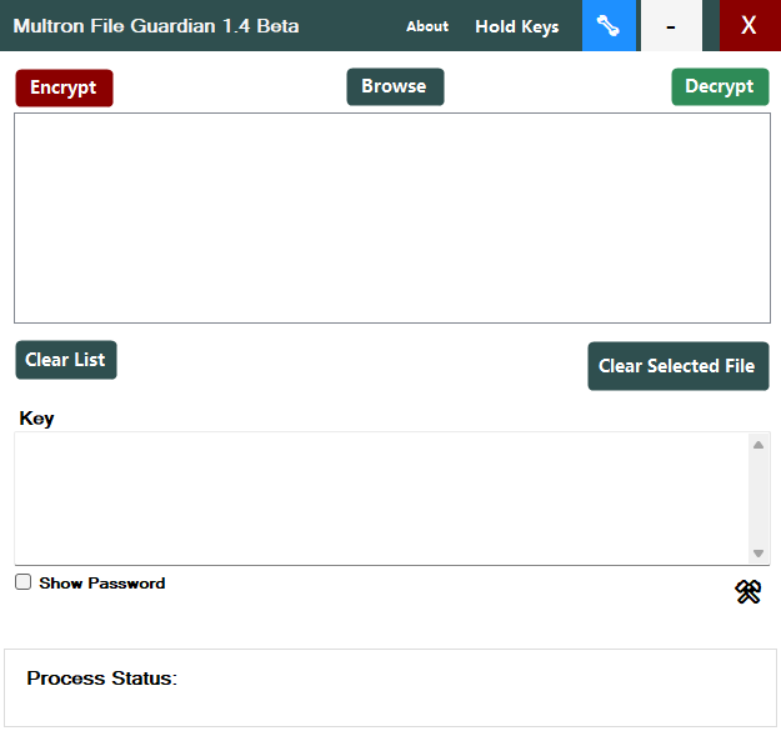 Multron File Guardian 1.4 Beta About Hold Keys - X
Encrypt Browse Decrypt
Clear List Clear Selected File
Key
Show Password
Process Status: